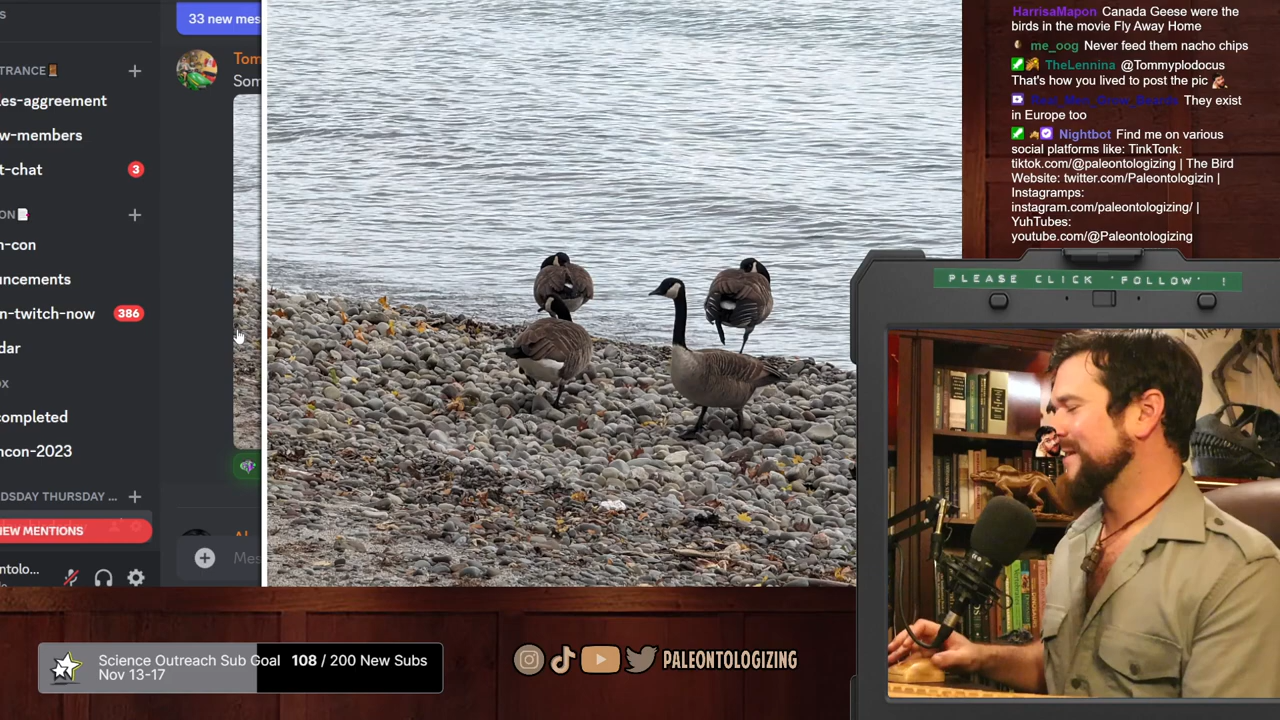 33 new mes
TRANCE
es-aggreement
w-members
t-chat
3
ON
n-con
uncements
n-twitch-now
386
dar
ox
completed
ncon-2023
DSDAY THURSDAY ...
NEW MENTIONS
ntolo...
Tom
Som
Mes
HarrisaMapon Canada Geese were the
birds in the movie Fly Away Home
me_oog Never feed them nacho chips
TheLennina @Tommyplodocus
That's how you lived to post the pic
They exist
in Europe too
Nightbot Find me on various
social platforms like: TinkTonk:
tiktok.com/@paleontologizing | The Bird
Website: twitter.com/Paleontologizin |
Instagramps:
instagram.com/paleontologizing/ |
YuhTubes:
youtube.com/@Paleontologizing
PLEASE CLICK 'FOLLOW' !
Science Outreach Sub Goal 108 / 200 New Subs
Nov 13-17
PALEONTOLOGIZING